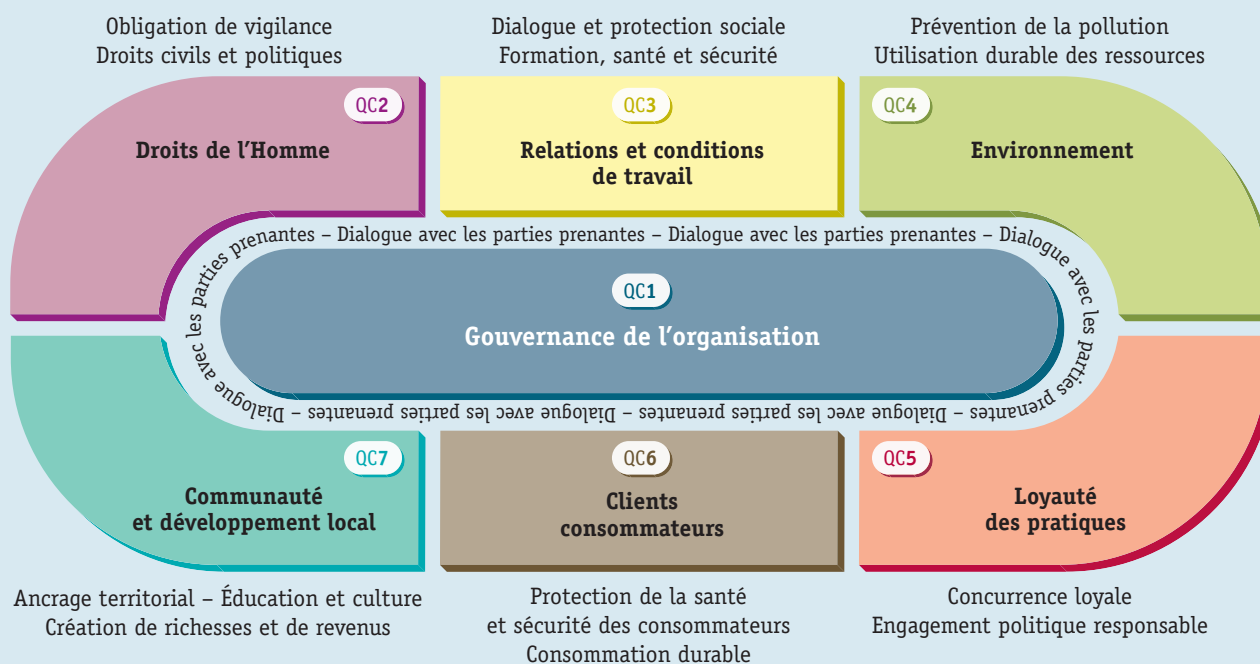 Obligation de vigilance
Droits civils et politiques
Dialogue et protection sociale
Formation, santé et sécurité
Prévention de la pollution
Utilisation durable des ressources
QC2
Droits de l'Homme
QC3
Relations et conditions
de travail
QC4
Environnement
Dialogue avec les parties prenantes – Dialogue avec les parties prenantes – Dialogue avec les parties prenantes – Dialogue avec les parties prenantes – Dialogue avec les parties prenantes – Dialogue avec les parties prenantes –
QC1
Gouvernance de l'organisation
QC7
Communauté
et développement local
QC6
Clients
consommateurs
QC5
Loyauté
des pratiques
Ancrage territorial – Éducation et culture
Création de richesses et de revenus
Protection de la santé
et sécurité des consommateurs
Consommation durable
Concurrence loyale
Engagement politique responsable